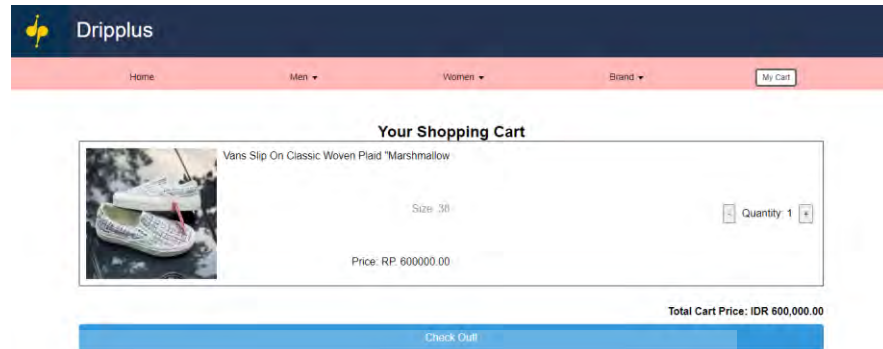 Dripplus
Home Men Women Brand My Cart
Your Shopping Cart
Vans Slip On Classic Woven Plaid "Marshmallow
Size: 38
- Quantity: 1 +
Price: RP. 600000.00
Total Cart Price: IDR 600,000.00
Check Out!